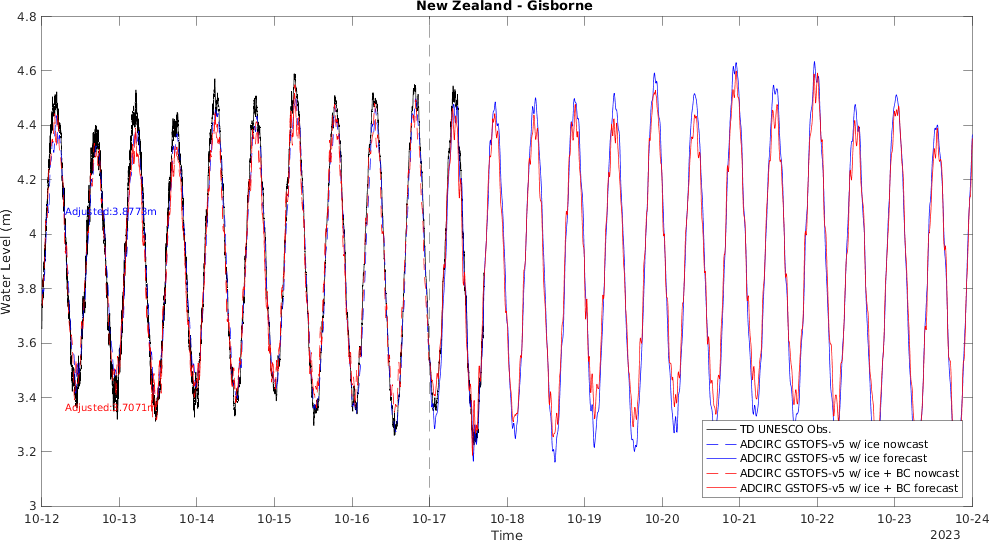 New Zealand - Gisborne
4.8
4.6
4.4
4.2
4
3.8
3.6
3.4
3.2
3
Water Level (m)
Adjusted:3.8773m
10-12
10-13
10-14
10-15
10-16
10-17
10-18
10-19
10-20
10-21
10-22
10-23
10-24
Time
2023
TD UNESCO Obs.
ADCIRC GSTOFS-v5 w/ ice nowcast
ADCIRC GSTOFS-v5 w/ ice forecast
ADCIRC GSTOFS-v5 w/ ice + BC nowcast
ADCIRC GSTOFS-v5 w/ ice + BC forecast